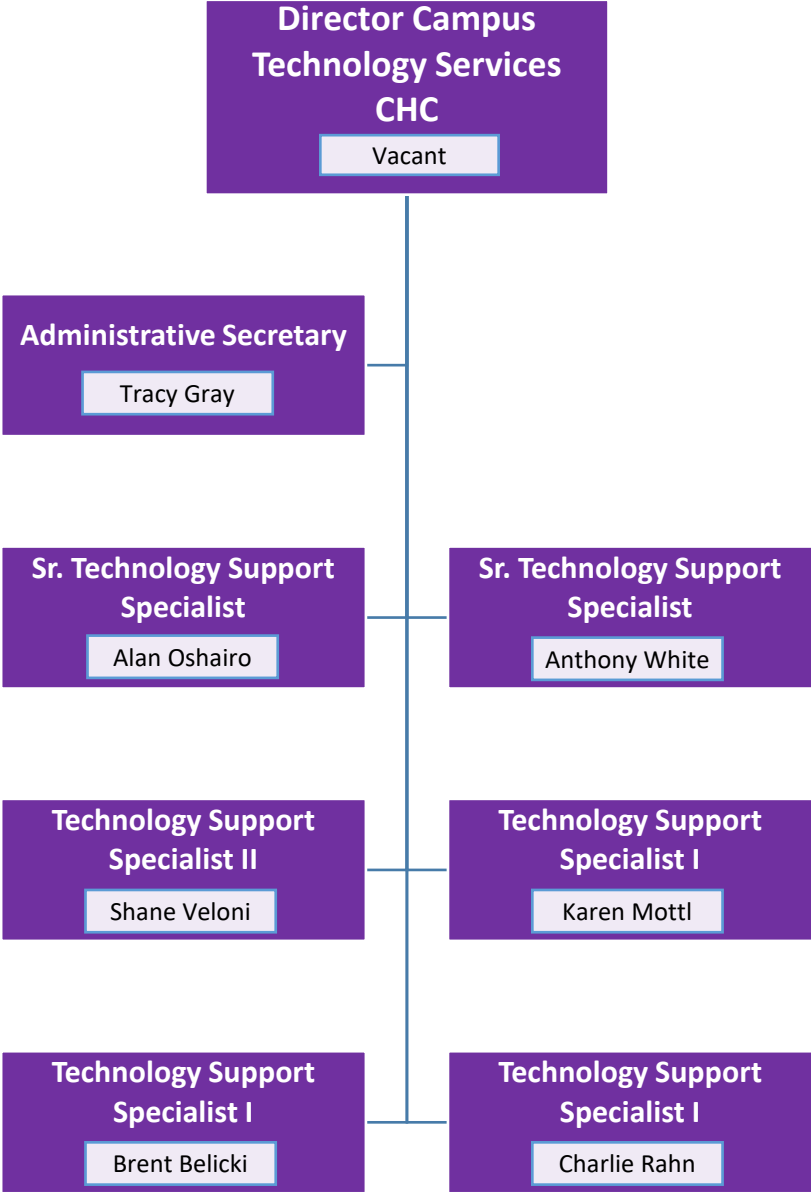 Director Campus
Technology Services
CHC
Vacant
Administrative Secretary
Tracy Gray
Sr. Technology Support
Specialist
Alan Oshairo
Sr. Technology Support
Specialist
Anthony White
Technology Support
Specialist II
Shane Veloni
Technology Support
Specialist I
Karen Mottl
Technology Support
Specialist I
Brent Belicki
Technology Support
Specialist I
Charlie Rahn